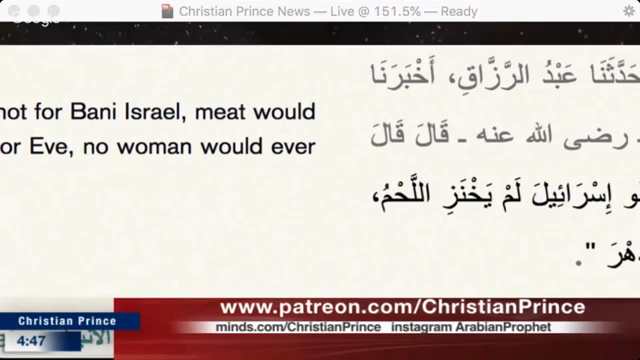 Christian Prince News — Live @ 151.5% — Ready
Google
حَدَّثَنَا عَبْدُ الرَّزَّاقِ، أَخْبَرَنَا
not for Bani Israel, meat would
ـ رضى الله عنه ـ قَالَ قَالَ
or Eve, no woman would ever
إِسْرَائِيلَ لَمْ يَخْنَزِ اللَّحْمُ،
" .
www.patreon.com/ChristianPrince
Christian Prince
minds.com/ChristianPrince instagram ArabianProphet
4:47